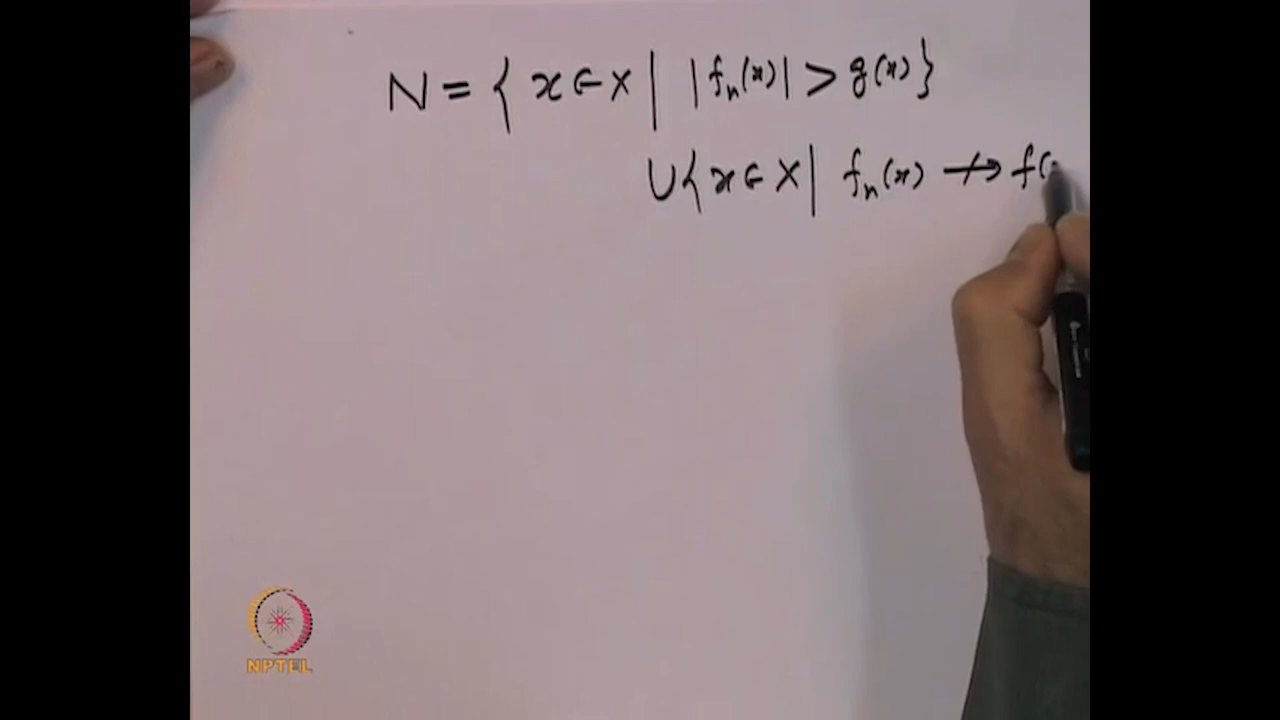 N = { x ∈ X | |fₙ(x)| > g(x) }
∪ { x ∈ X | fₙ(x) ↛ f(
NPTEL